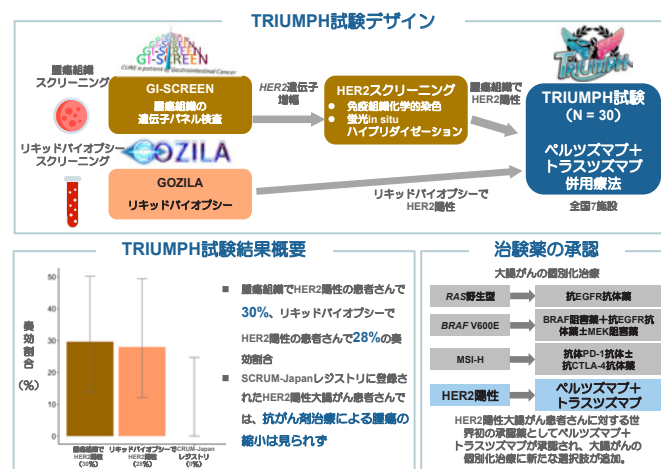 TRIUMPH試験デザイン
腫瘍組織
スクリーニング
GI-SCREEN
CURE a patient of Gastrointestinal Cancer
GI-SCREEN
腫瘍組織の
遺伝子パネル検査
HER2遺伝子
増幅
HER2スクリーニング
● 免疫組織化学的染色
● 蛍光in situ
ハイブリダイゼーション
腫瘍組織で
HER2陽性
TRIUMPH
TRIUMPH試験
(N = 30)
ペルツズマブ＋
トラスツズマブ
併用療法
全国7施設
リキッドバイオプシー
スクリーニング
GOZILA
GOZILA
リキッドバイオプシー
リキッドバイオプシーで
HER2陽性
TRIUMPH試験結果概要
奏効割合
(%)
50
40
30
20
10
0
腫瘍組織で
HER2陽性
(30%)
リキッドバイオプシーで
HER2陽性
(28%)
SCRUM-Japan
レジストリ
(0%)
■ 腫瘍組織でHER2陽性の患者さんで
30%、リキッドバイオプシーで
HER2陽性の患者さんで28%の奏
効割合
■ SCRUM-Japanレジストリに登録さ
れたHER2陽性大腸がん患者さんで
は、抗がん剤治療による腫瘍の
縮小は見られず
治験薬の承認
大腸がんの個別化治療
RAS野生型
抗EGFR抗体薬
BRAF V600E
BRAF阻害薬＋抗EGFR抗
体薬±MEK阻害薬
MSI-H
抗体PD-1抗体±
抗CTLA-4抗体薬
HER2陽性
ペルツズマブ＋
トラスツズマブ
HER2陽性大腸がん患者さんに対する世
界初の承認薬としてペルツズマブ＋
トラスツズマブが承認され、大腸がんの
個別化治療に新たな選択肢が追加。